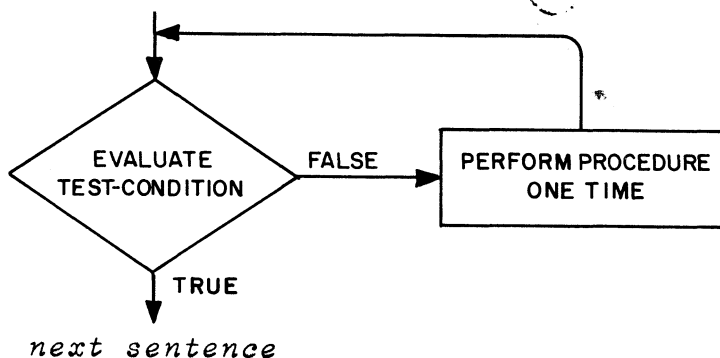 EVALUATE
TEST-CONDITION
FALSE
PERFORM PROCEDURE
ONE TIME
TRUE
next sentence